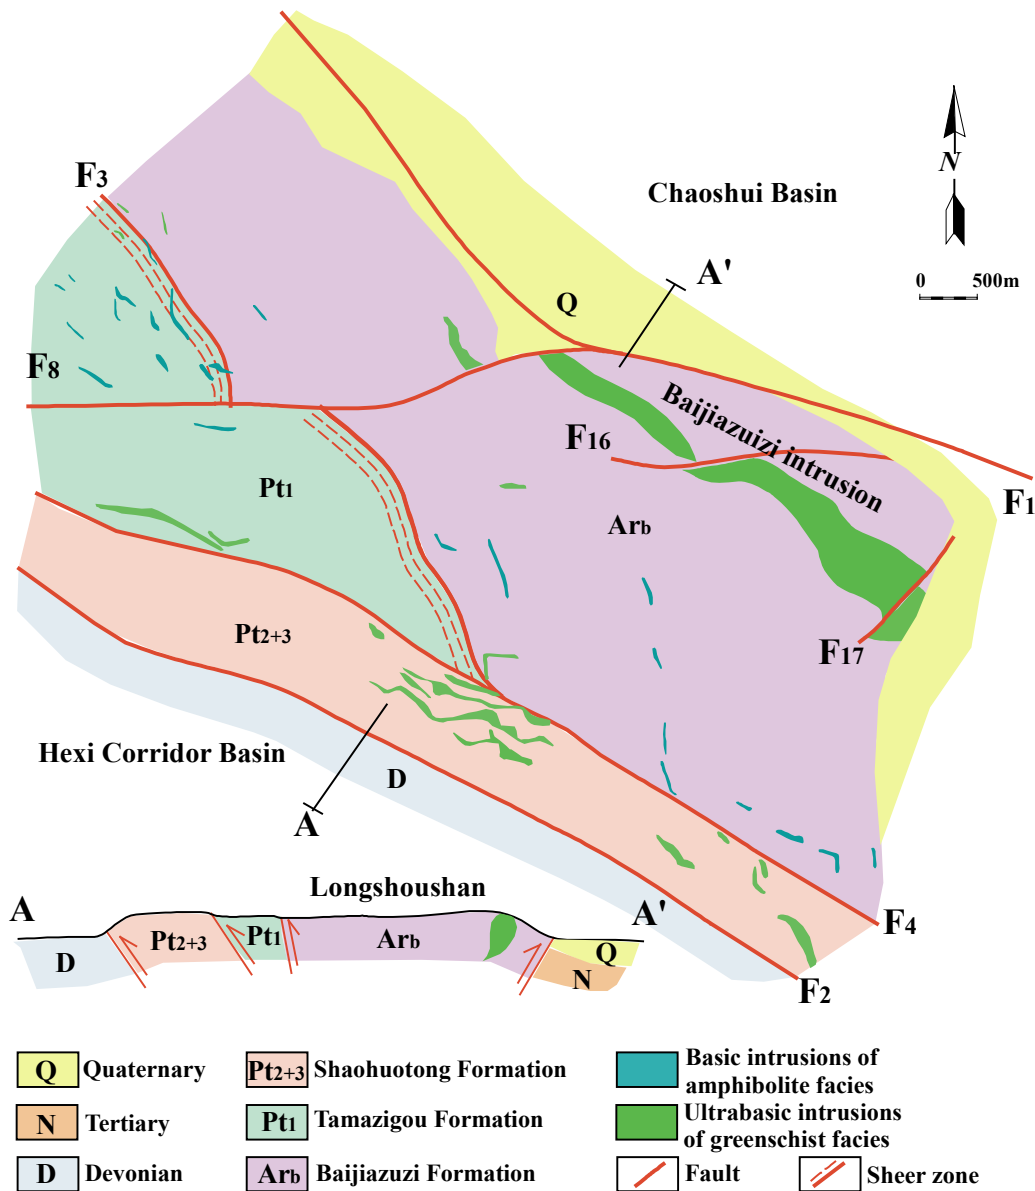 F3
Chaoshui Basin
N
0 500m
A'
Q
F8
Baijiazuizi intrusion
F16
F1
Pt1
Arb
Pt2+3
F17
Hexi Corridor Basin
D
A
F4
F2
Longshoushan
A
A'
D
Pt2+3
Pt1
Arb
Q
N
Q Quaternary
N Tertiary
D Devonian
Pt2+3 Shaohuotong Formation
Pt1 Tamazigou Formation
Arb Baijiazuzi Formation
Basic intrusions of
amphibolite facies
Ultrabasic intrusions
of greenschist facies
Fault
Sheer zone